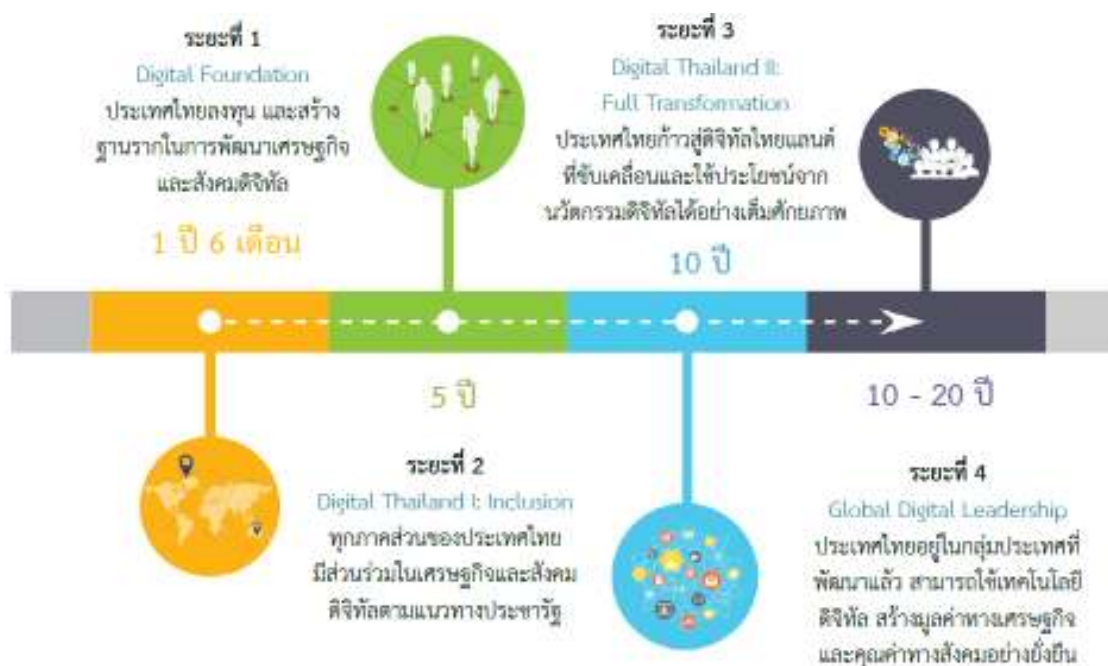 ระยะที่ 1
Digital Foundation
ประเทศไทยลงทุน และสร้าง
ฐานรากในการพัฒนาเศรษฐกิจ
และสังคมดิจิทัล
1 ปี 6 เดือน
5 ปี
ระยะที่ 2
Digital Thailand I: Inclusion
ทุกภาคส่วนของประเทศไทย
มีส่วนร่วมในเศรษฐกิจและสังคม
ดิจิทัลตามแนวทางประชารัฐ
ระยะที่ 3
Digital Thailand II:
Full Transformation
ประเทศไทยก้าวสู่ดิจิทัลไทยแลนด์
ที่ขับเคลื่อนและใช้ประโยชน์จาก
นวัตกรรมดิจิทัลได้อย่างเต็มศักยภาพ
10 ปี
10 - 20 ปี
ระยะที่ 4
Global Digital Leadership
ประเทศไทยอยู่ในกลุ่มประเทศที่
พัฒนาแล้ว สามารถใช้เทคโนโลยี
ดิจิทัล สร้างมูลค่าทางเศรษฐกิจ
และคุณค่าทางสังคมอย่างยั่งยืน